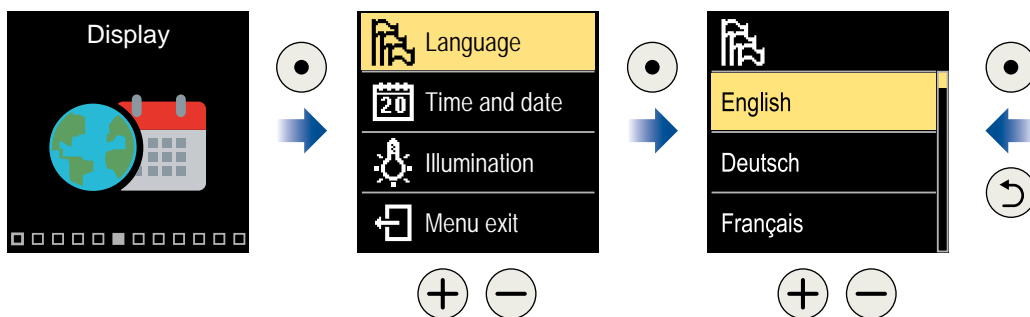 Display
Language
20
Time and date
Illumination
Menu exit
English
Deutsch
Français